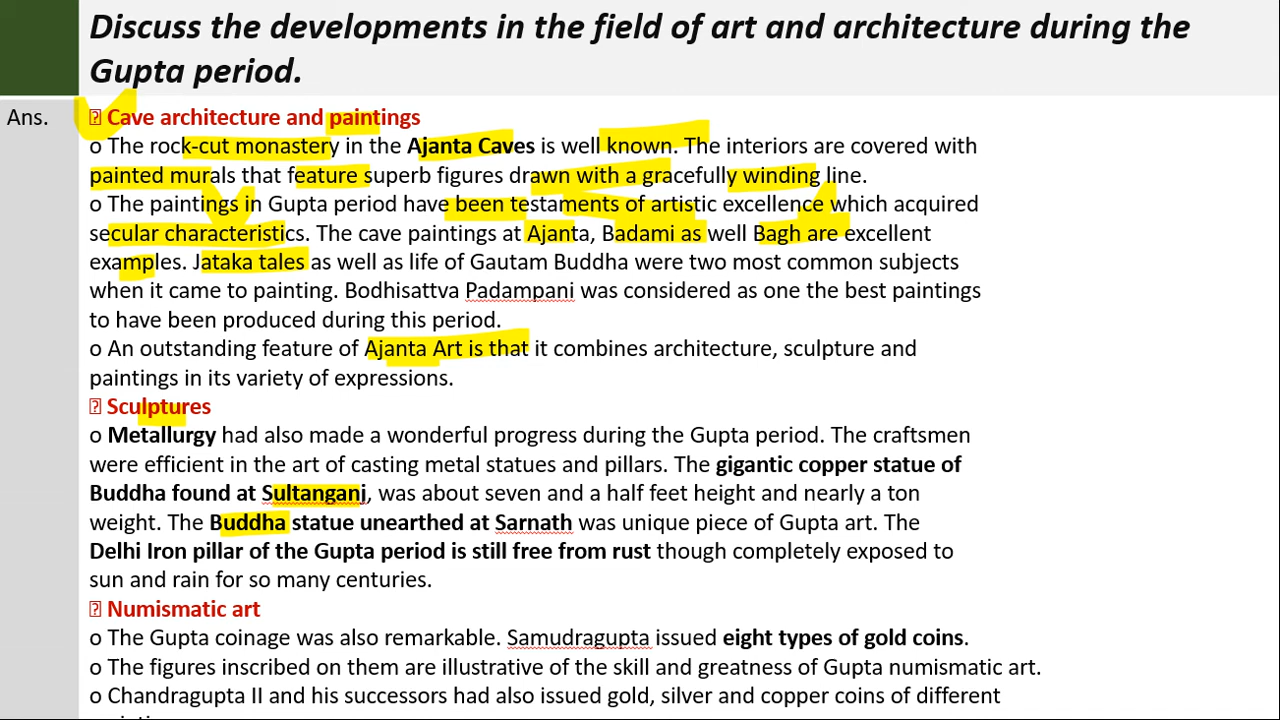 Discuss the developments in the field of art and architecture during the
Gupta period.
Ans.
Cave architecture and paintings
o The rock-cut monastery in the Ajanta Caves is well known. The interiors are covered with
painted murals that feature superb figures drawn with a gracefully winding line.
o The paintings in Gupta period have been testaments of artistic excellence which acquired
secular characteristics. The cave paintings at Ajanta, Badami as well Bagh are excellent
examples. Jataka tales as well as life of Gautam Buddha were two most common subjects
when it came to painting. Bodhisattva Padampani was considered as one the best paintings
to have been produced during this period.
o An outstanding feature of Ajanta Art is that it combines architecture, sculpture and
paintings in its variety of expressions.
Sculptures
o Metallurgy had also made a wonderful progress during the Gupta period. The craftsmen
were efficient in the art of casting metal statues and pillars. The gigantic copper statue of
Buddha found at Sultanganj, was about seven and a half feet height and nearly a ton
weight. The Buddha statue unearthed at Sarnath was unique piece of Gupta art. The
Delhi Iron pillar of the Gupta period is still free from rust though completely exposed to
sun and rain for so many centuries.
Numismatic art
o The Gupta coinage was also remarkable. Samudragupta issued eight types of gold coins.
o The figures inscribed on them are illustrative of the skill and greatness of Gupta numismatic art.
o Chandragupta II and his successors had also issued gold, silver and copper coins of different